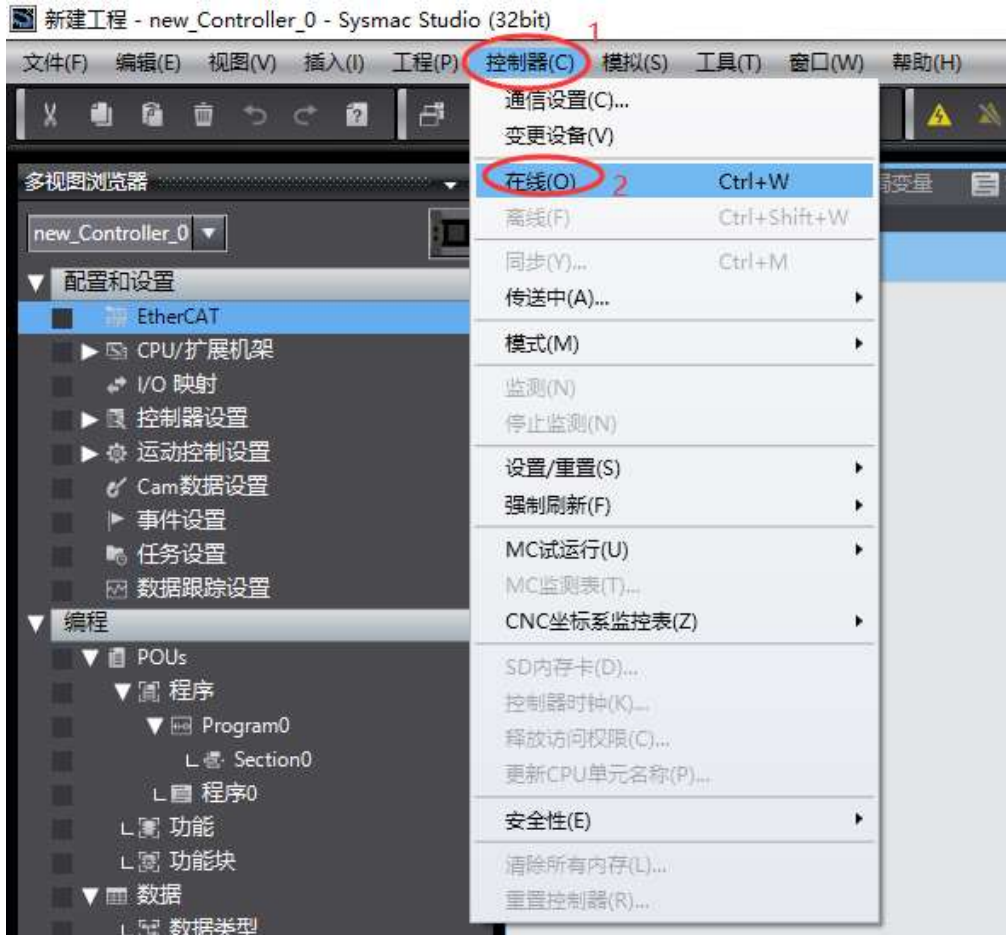 新建工程 - new_Controller_0 - Sysmac Studio (32bit)
1
文件(F) 编辑(E) 视图(V) 插入(I) 工程(P) 控制器(C) 模拟(S) 工具(T) 窗口(W) 帮助(H)
通信设置(C)...
变更设备(V)
多视图浏览器
在线(O) 2 Ctrl+W
变量
new_Controller_0
离线(F) Ctrl+Shift+W
同步(Y)... Ctrl+M
传送中(A)...
模式(M)
监测(N)
停止监测(N)
设置/重置(S)
强制刷新(F)
MC试运行(U)
MC监测表(T)...
CNC坐标系监控表(Z)
SD内存卡(D)...
控制器时钟(K)...
释放访问权限(C)...
更新CPU单元名称(P)...
安全性(E)
清除所有内存(L)...
重置控制器(R)...
配置和设置
EtherCAT
CPU/扩展机架
I/O 映射
控制器设置
运动控制设置
Cam数据设置
事件设置
任务设置
数据跟踪设置
编程
POUs
程序
Program0
Section0
程序0
功能
功能块
数据
数据类型